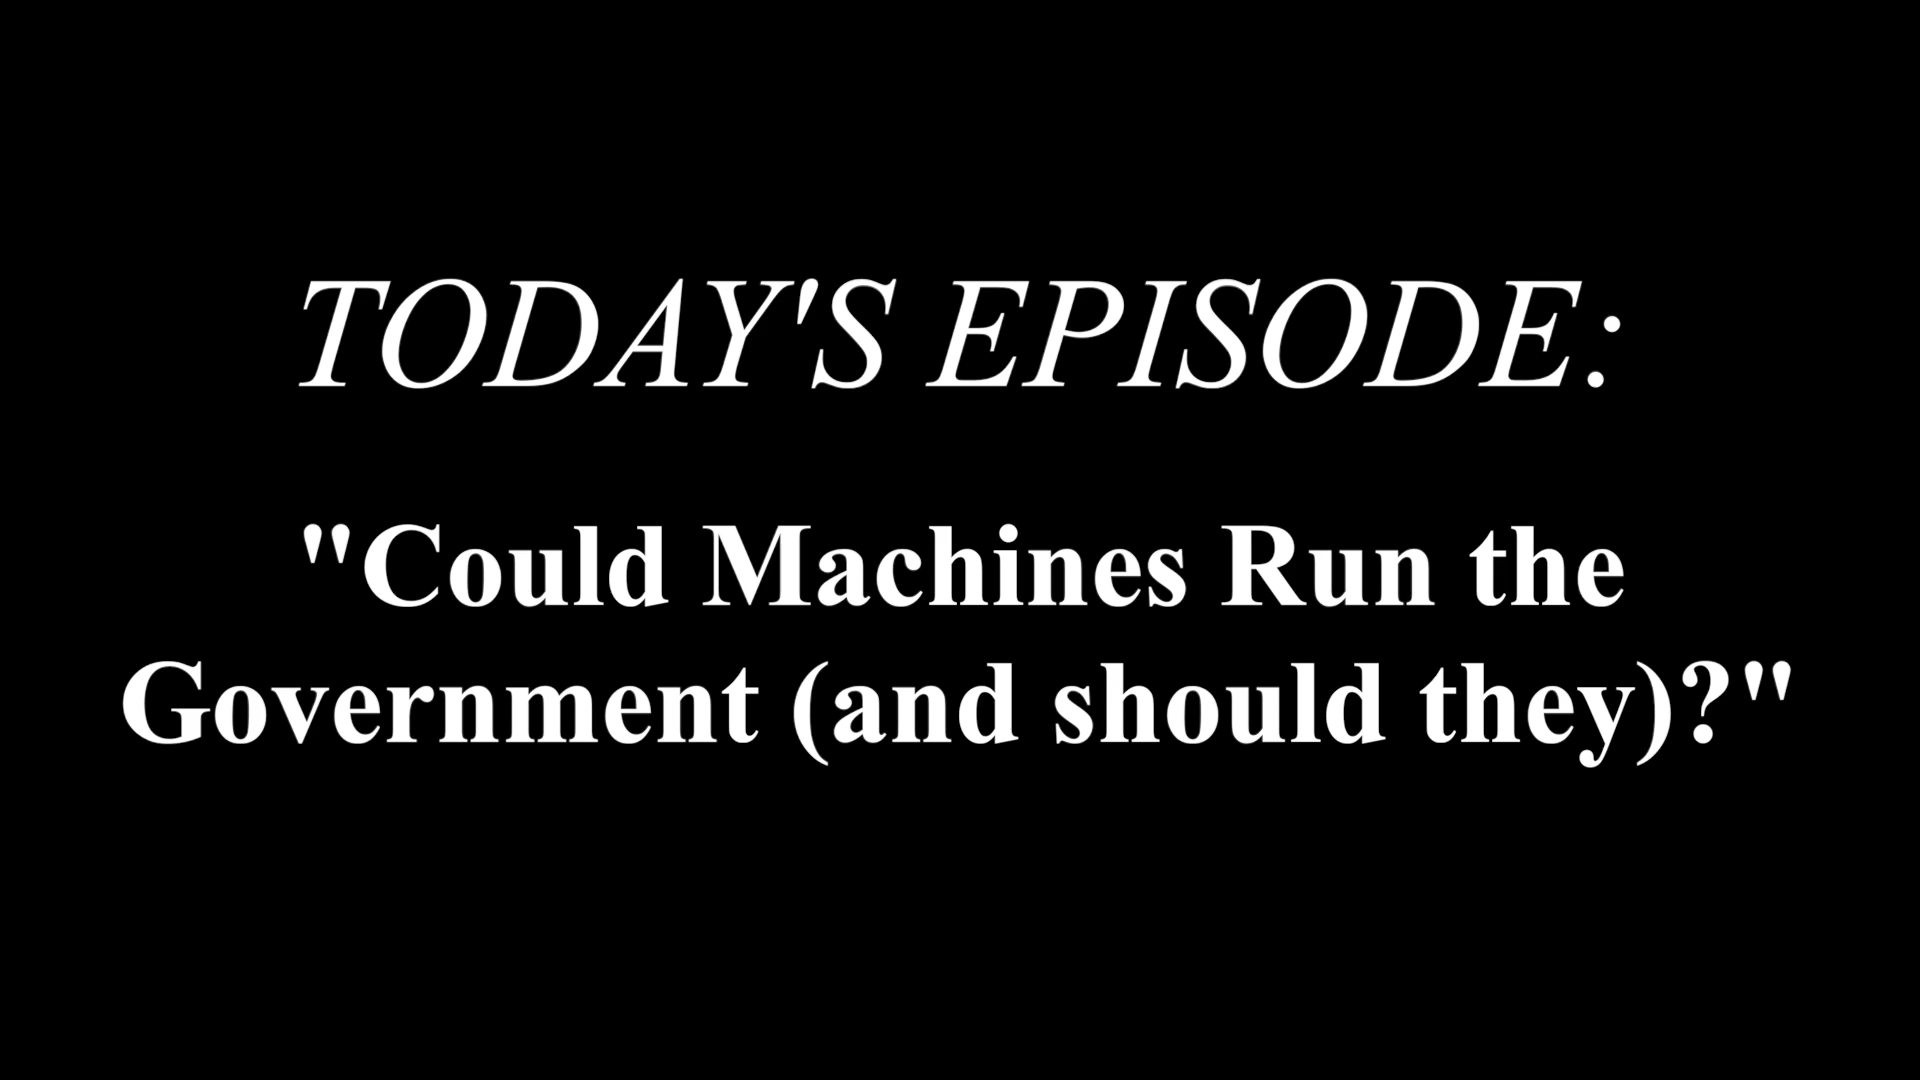 TODAY'S EPISODE:
"Could Machines Run the
Government (and should they)?"